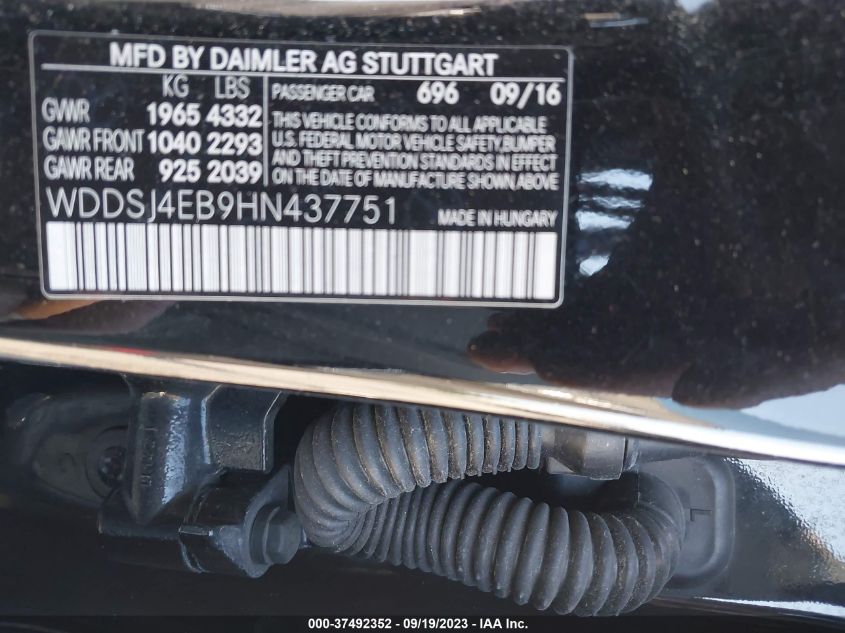 MFD BY DAIMLER AG STUTTGART
KG LBS
GVWR 1965 4332
GAWR FRONT 1040 2293
GAWR REAR 925 2039
PASSENGER CAR 696 09/16
THIS VEHICLE CONFORMS TO ALL APPLICABLE
U.S. FEDERAL MOTOR VEHICLE SAFETY, BUMPER
AND THEFT PREVENTION STANDARDS IN EFFECT
ON THE DATE OF MANUFACTURE SHOWN ABOVE
WDDSJ4EB9HN437751 MADE IN HUNGARY
000-37492352 - 09/19/2023 - IAA Inc.